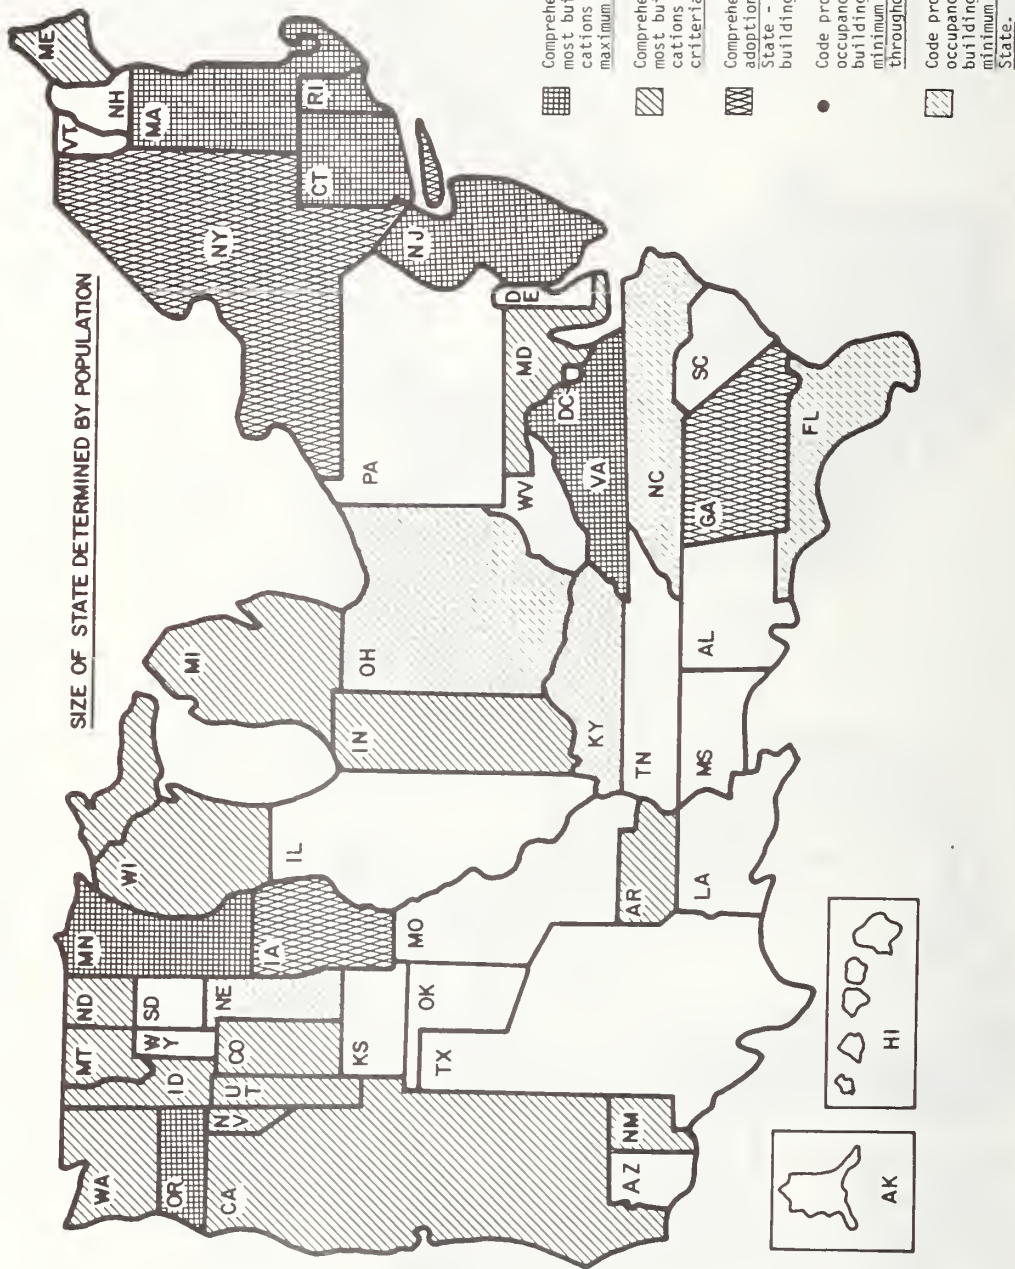 SIZE OF STATE DETERMINED BY POPULATION
WA
MT
ND
MN
WI
MI
VT
NH
ME
OR
ID
WY
SD
IA
NY
MA
NV
UT
CO
NE
IL
IN
OH
PA
CT
RI
CA
KS
MO
NJ
TX
OK
KY
WV
MD
DE
DC
VA
AZ
NM
AR
TN
NC
LA
MS
AL
GA
SC
FL
AK
HI
Comprehe
most bui
cations
maximum
Comprehe
most bui
cations
criteria
Comprehe
adoption
State -
building
Code pro
occupanc
building
minimum
througho
Code pro
occupanc
building
minimum
State.